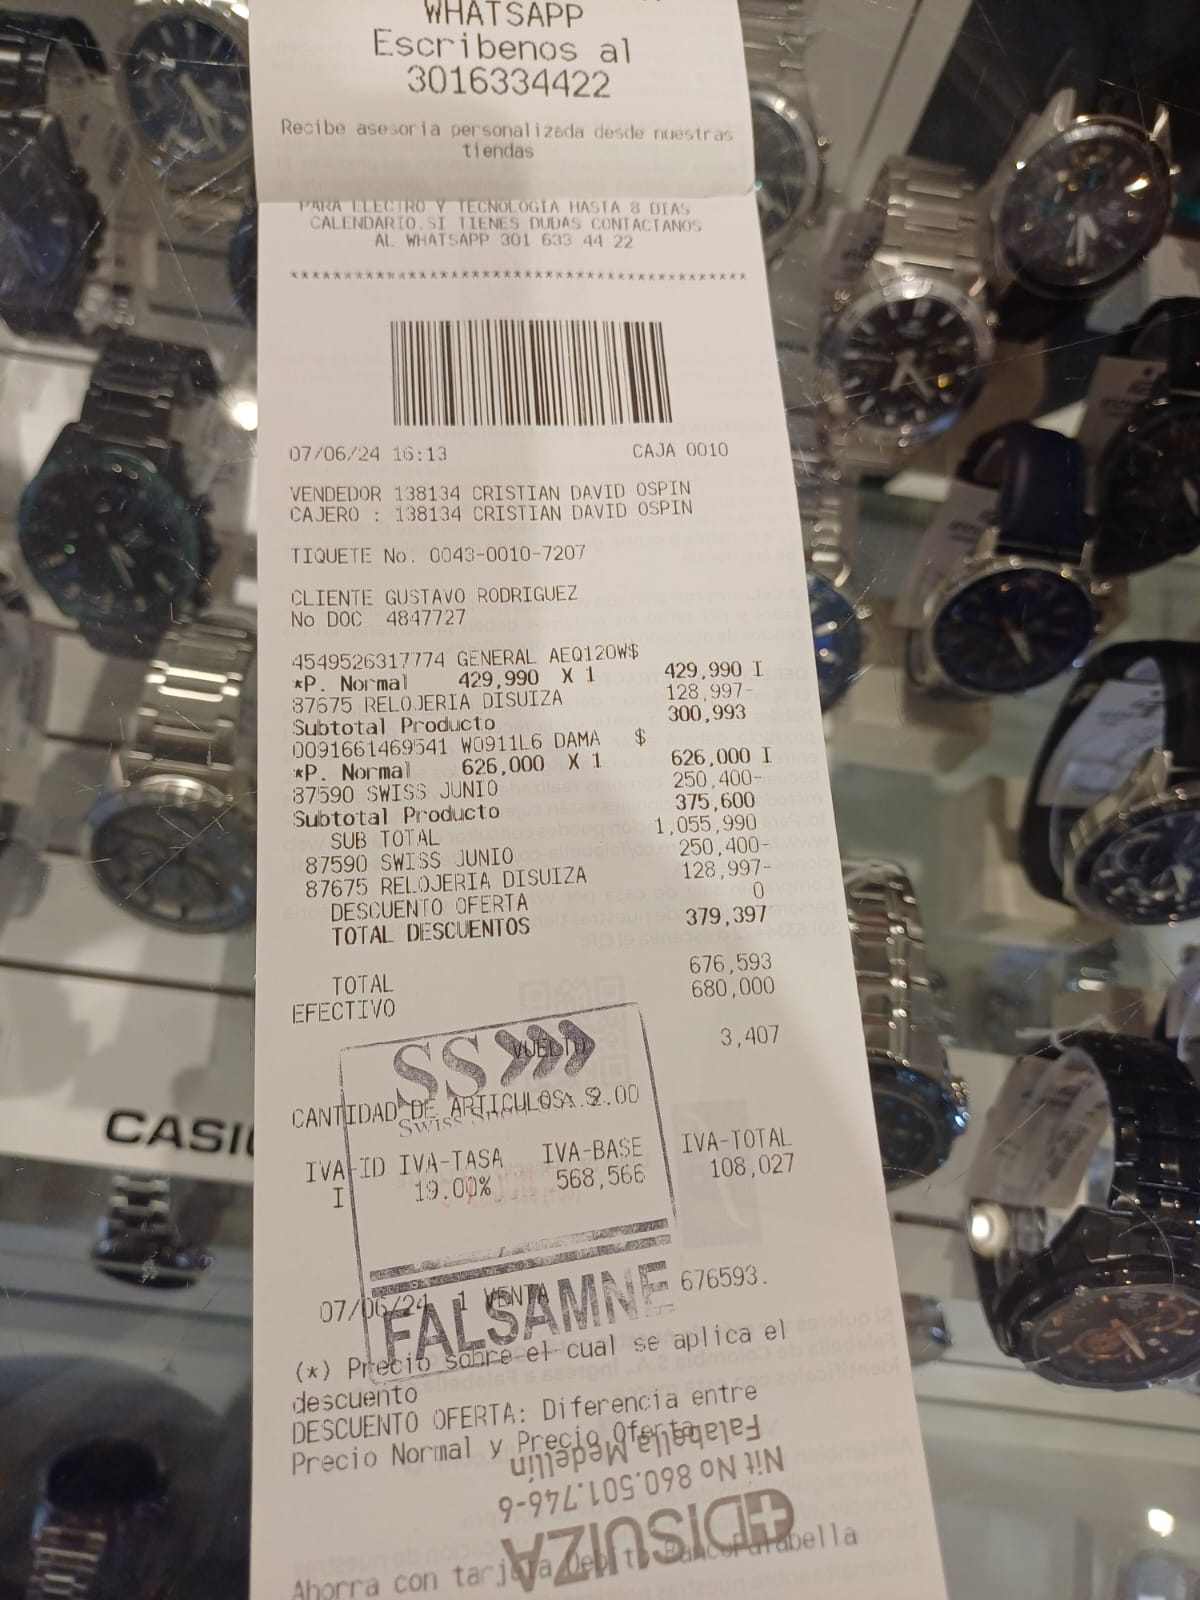 WHATSAPP
Escribenos al
3016334422
Recibe asesoria personalizada desde nuestras
tiendas
PARA ELECTRO Y TECNOLOGIA HASTA 8 DIAS
CALENDARIO.SI TIENES DUDAS CONTACTANOS
AL WHATSAPP 301 633 44 22
07/06/24 16:13 CAJA 0010
VENDEDOR 138134 CRISTIAN DAVID OSPIN
CAJERO : 138134 CRISTIAN DAVID OSPIN
TIQUETE No. 0043-0010-7207
CLIENTE GUSTAVO RODRIGUEZ
No DOC 4847727
4549526317774 GENERAL AEQ120W$
*P. Normal 429,990 X 1 429,990 I
87675 RELOJERIA DISUIZA 128,997-
Subtotal Producto 300,993
0091661469541 W0911L6 DAMA $
*P. Normal 626,000 X 1 626,000 I
87590 SWISS JUNIO 250,400-
Subtotal Producto 375,600
SUB TOTAL 1,055,990
87590 SWISS JUNIO 250,400-
87675 RELOJERIA DISUIZA 128,997-
DESCUENTO OFERTA 0
TOTAL DESCUENTOS 379,397
TOTAL 676,593
EFECTIVO 680,000
SS
VUELTO 3,407
CANTIDAD DE ARTICULOS 2.00
Swiss
CASIO
IVA-ID IVA-TASA IVA-BASE IVA-TOTAL
I 19.00% 568,566 108,027
07/06/24 1 VENTA 676593.
FALSAMNE
(*) Precio sobre el cual se aplica el
descuento
DESCUENTO OFERTA: Diferencia entre
Precio Normal y Precio Oferta
Falabella Medellín
Nit No 860.501.746-6
DISUIZA
Ahorra con tarjeta Debito Banco Falabella